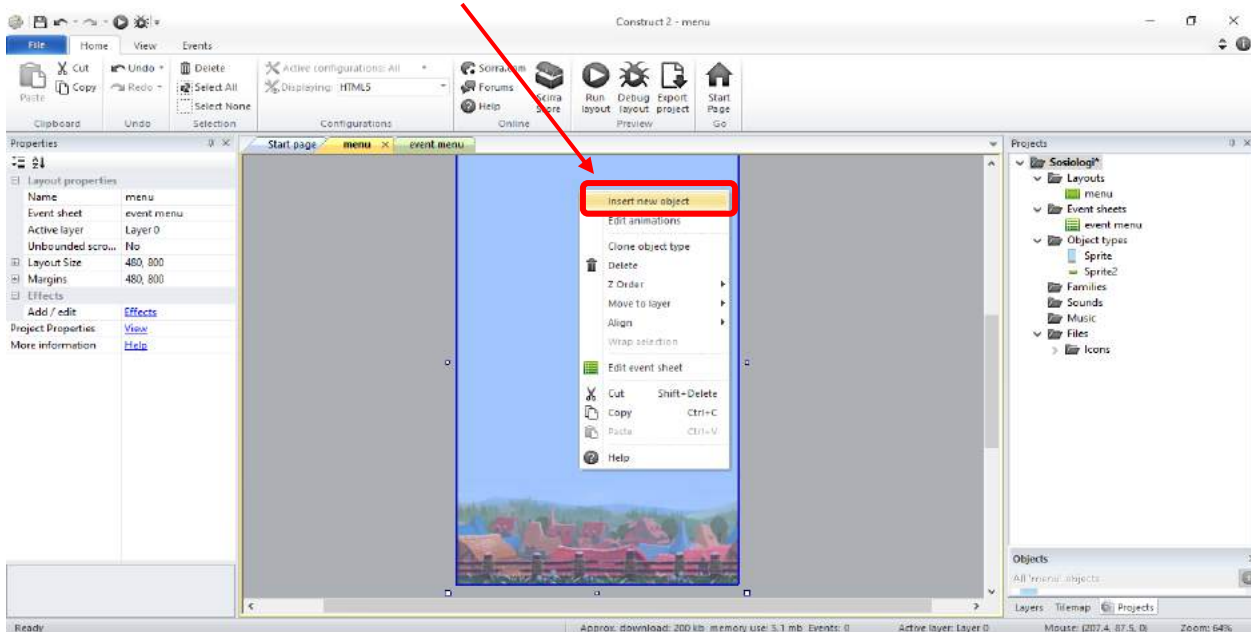 Construct 2 - menu
File Home View Events
Paste Cut Copy Undo Redo Delete Select All Select None Active configurations: All Displaying: HTML5 Forums Help Run layout Debug layout Export project Start Page
Clipboard Undo Selection Configurations Online Preview Go
Properties
Start page menu event menu
Projects
Layout properties
Name menu
Event sheet event menu
Active layer Layer 0
Unbounded scro... No
Layout Size 480, 800
Margins 480, 800
Effects
Add / edit Effects
Project Properties View
More information Help
Insert new object
Edit animations
Clone object type
Delete
Z Order
Move to layer
Align
Wrap selection
Edit event sheet
Cut Shift+Delete
Copy Ctrl+C
Paste Ctrl+V
Help
Sosiologi*
Layouts
menu
Event sheets
event menu
Object types
Sprite
Sprite2
Families
Sounds
Music
Files
Icons
Objects
All 'menu' objects
Layers Tilemap Projects
Ready Approx. download: 200 kb memory use: 5.1 mb Events: 0 Active layer: Layer 0 Mouse: (207.4, 87.5, 0) Zoom: 64%